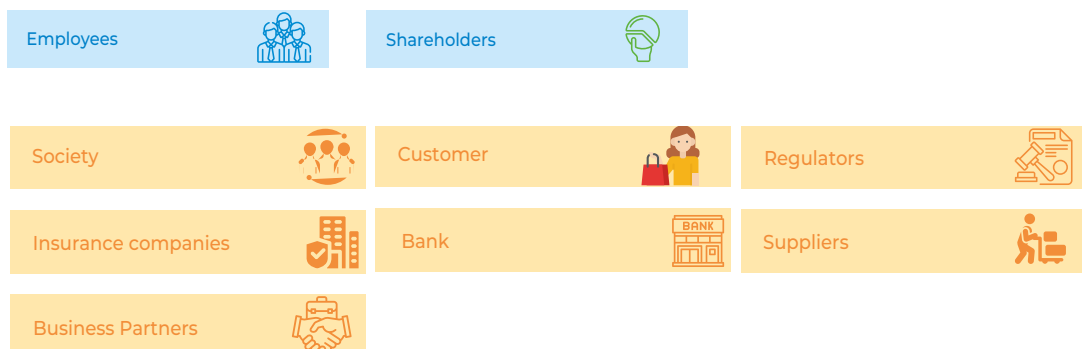 Employees
Shareholders
Society
Customer
Regulators
Insurance companies
Bank
BANK
Suppliers
Business Partners